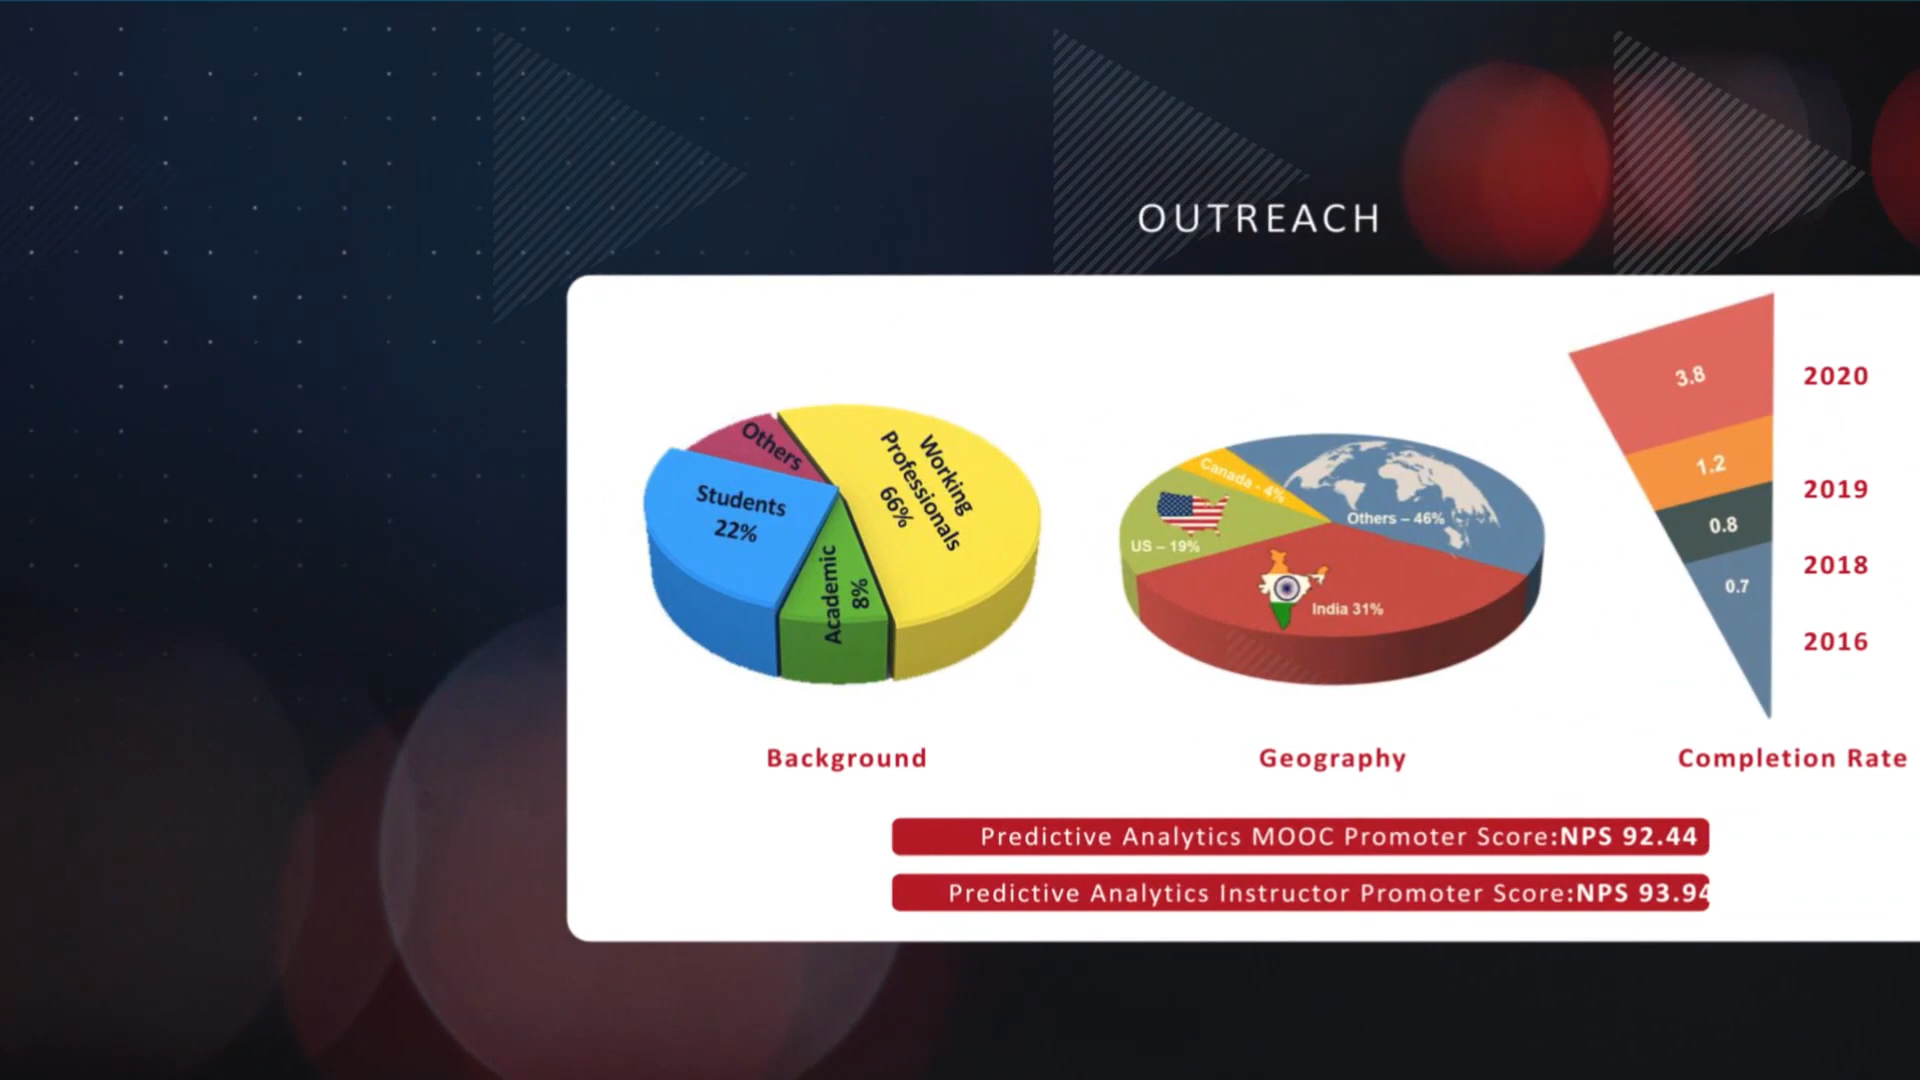 OUTREACH
Others
Working
Professionals
66%
Students
22%
Academic
8%
Canada - 4%
Others – 46%
US – 19%
India 31%
3.8
2020
1.2
2019
0.8
2018
0.7
2016
Background
Geography
Completion Rate
Predictive Analytics MOOC Promoter Score:NPS 92.44
Predictive Analytics Instructor Promoter Score:NPS 93.94